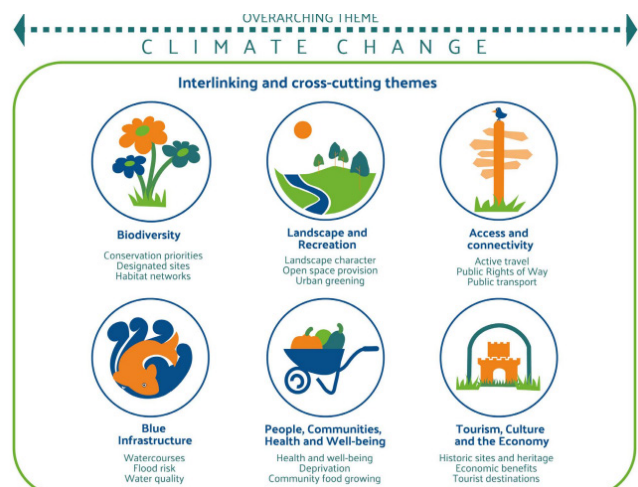 OVERARCHING THEME
CLIMATE CHANGE
Interlinking and cross-cutting themes
Biodiversity
Conservation priorities
Designated sites
Habitat networks
Landscape and
Recreation
Landscape character
Open space provision
Urban greening
Access and
connectivity
Active travel
Public Rights of Way
Public transport
Blue
Infrastructure
Watercourses
Flood risk
Water quality
People, Communities,
Health and Well-being
Health and well-being
Deprivation
Community food growing
Tourism, Culture
and the Economy
Historic sites and heritage
Economic benefits
Tourist destinations